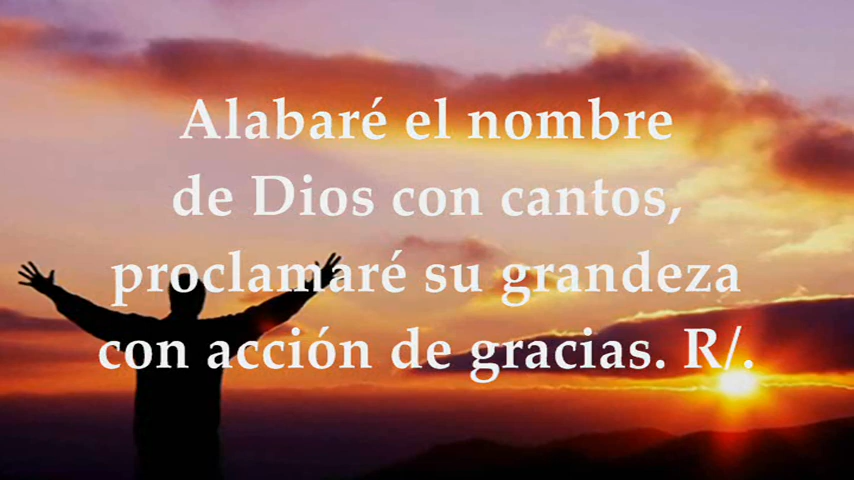 Alabaré el nombre
de Dios con cantos,
proclamaré su grandeza
con acción de gracias. R/.